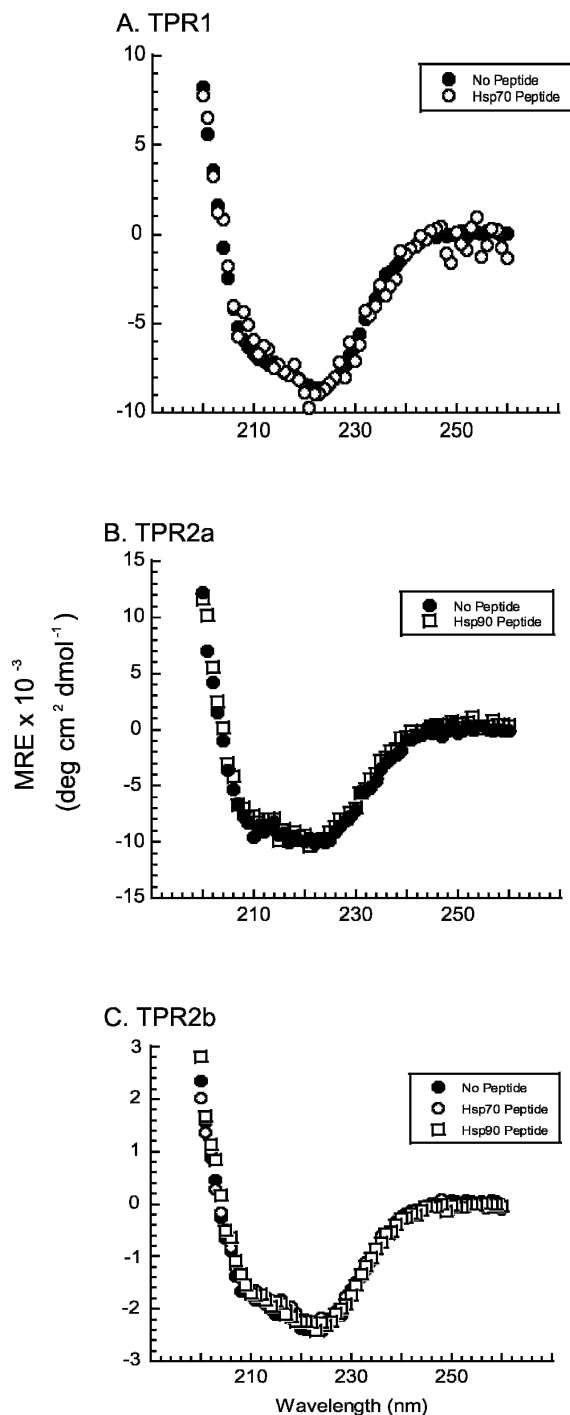 A. TPR1
10
5
0
-5
-10
No Peptide
Hsp70 Peptide
210
230
250
B. TPR2a
15
10
5
0
-5
-10
-15
No Peptide
Hsp90 Peptide
210
230
250
MRE x 10⁻³
(deg cm² dmol⁻¹)
C. TPR2b
3
2
1
0
-1
-2
-3
No Peptide
Hsp70 Peptide
Hsp90 Peptide
210
230
250
Wavelength (nm)